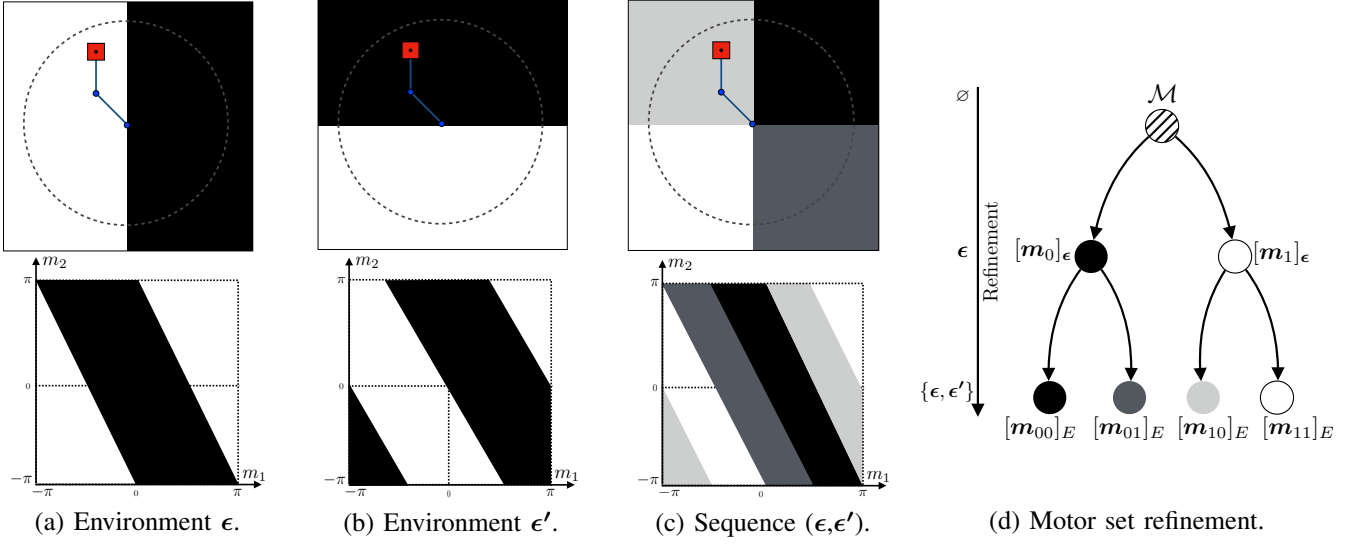 m₂
π
0
−π
−π
0
π
m₁
(a) Environment ϵ.
m₂
π
0
−π
−π
0
π
m₁
(b) Environment ϵ′.
m₂
π
0
−π
−π
0
π
m₁
(c) Sequence (ϵ,ϵ′).
∅
ϵ
{ϵ, ϵ′}
Refinement
ℳ
[m₀]ϵ
[m₁]ϵ
[m₀₀]E
[m₀₁]E
[m₁₀]E
[m₁₁]E
(d) Motor set refinement.